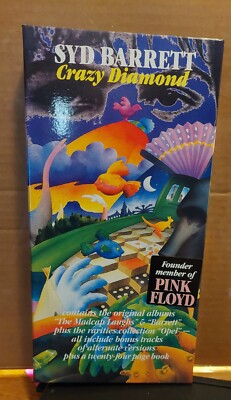 SYD BARRETT
Crazy Diamond
Founder
member of
PINK
FLOYD
contains the original albums
"The Madcap Laughs" & "Barrett"
plus the rarities collection "Opel"
all include bonus tracks
of alternate versions
plus a twenty-four page book